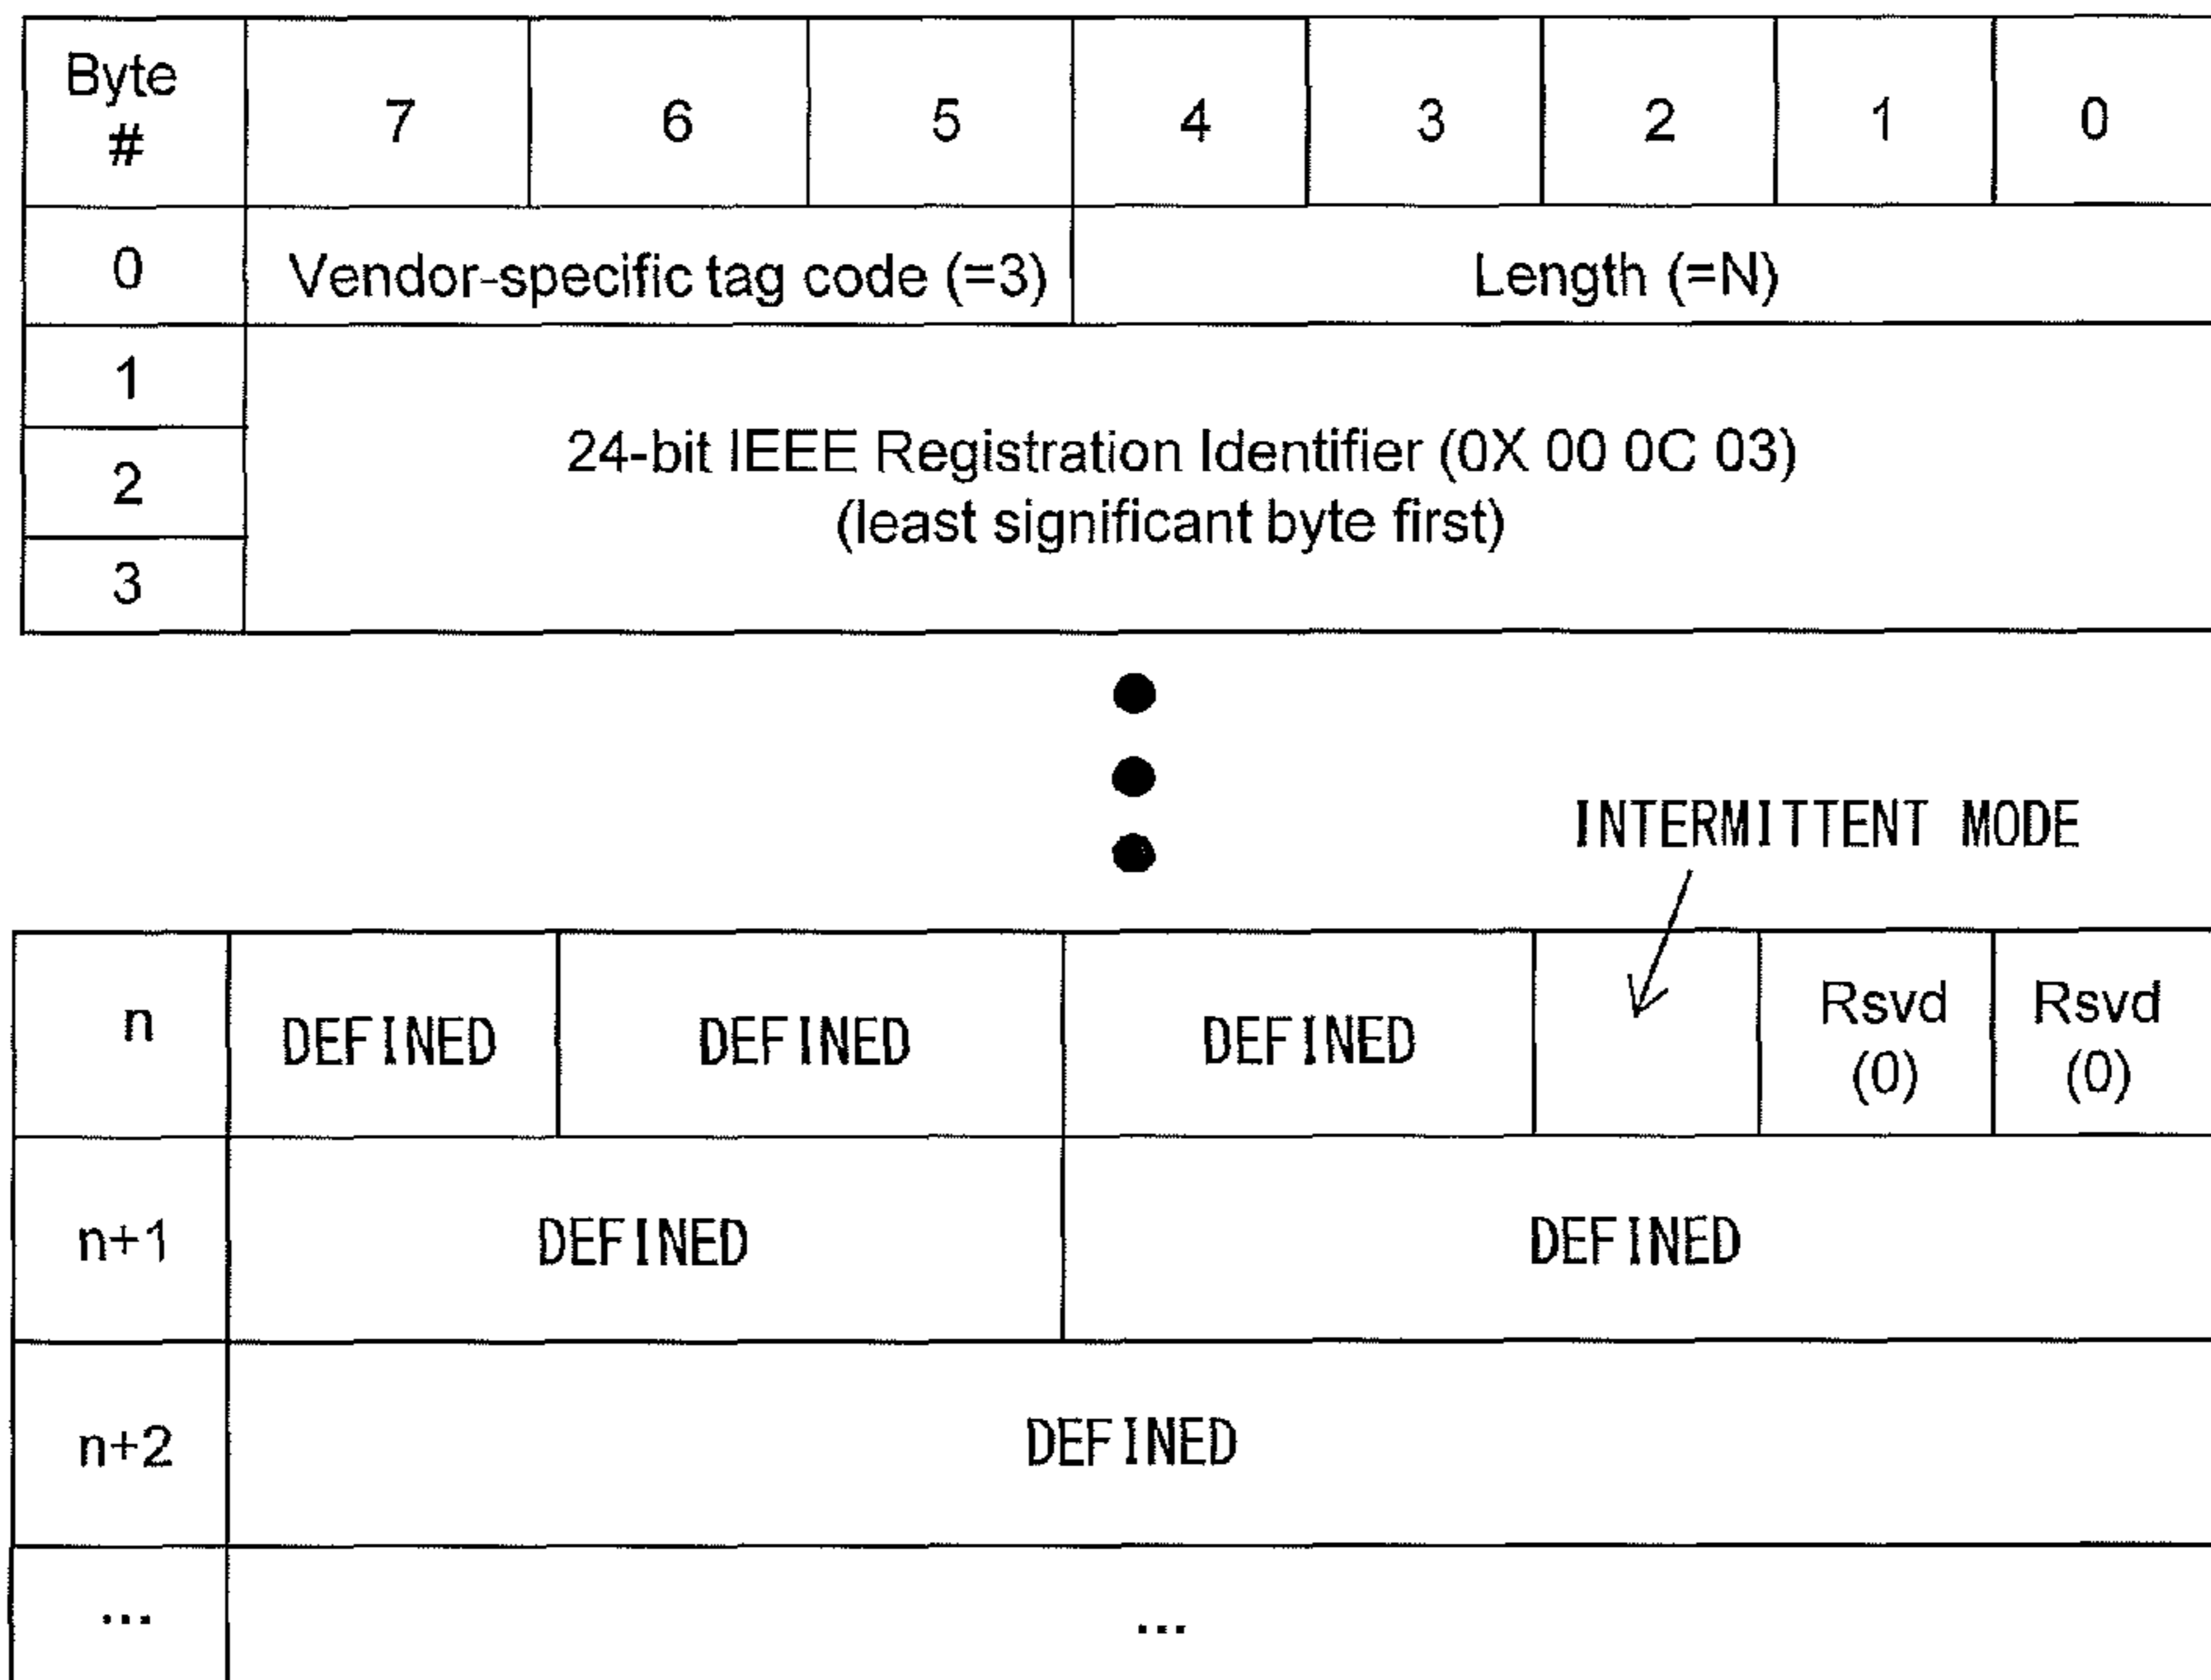 Byte # 7 6 5 4 3 2 1 0
0 Vendor-specific tag code (=3) Length (=N)
1
2 24-bit IEEE Registration Identifier (0X 00 0C 03)
(least significant byte first)
3
INTERMITTENT MODE
n DEFINED DEFINED DEFINED Rsvd (0) Rsvd (0)
n+1 DEFINED DEFINED
n+2 DEFINED
... ...